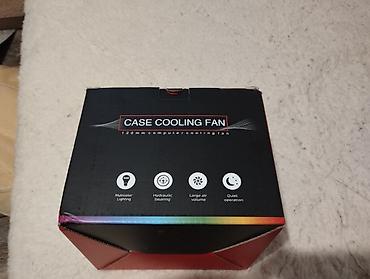 CASE COOLING FAN
120mm computer cooling fan
Multicolor Lighting
Hydraulic Bearing
Large air volume
Quiet operation